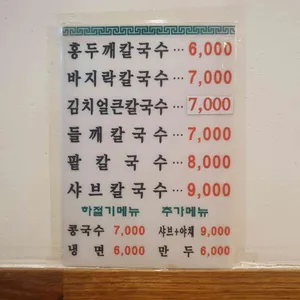 홍두깨칼국수 ··· 6,000
바지락칼국수 ··· 7,000
김치얼큰칼국수 7,000
들깨칼국수 ··· 7,000
팥칼국수 ··· 8,000
샤브칼국수 ··· 9,000
하절기메뉴 추가메뉴
콩국수 7,000 샤브+야채 9,000
냉면 6,000 만두 6,000